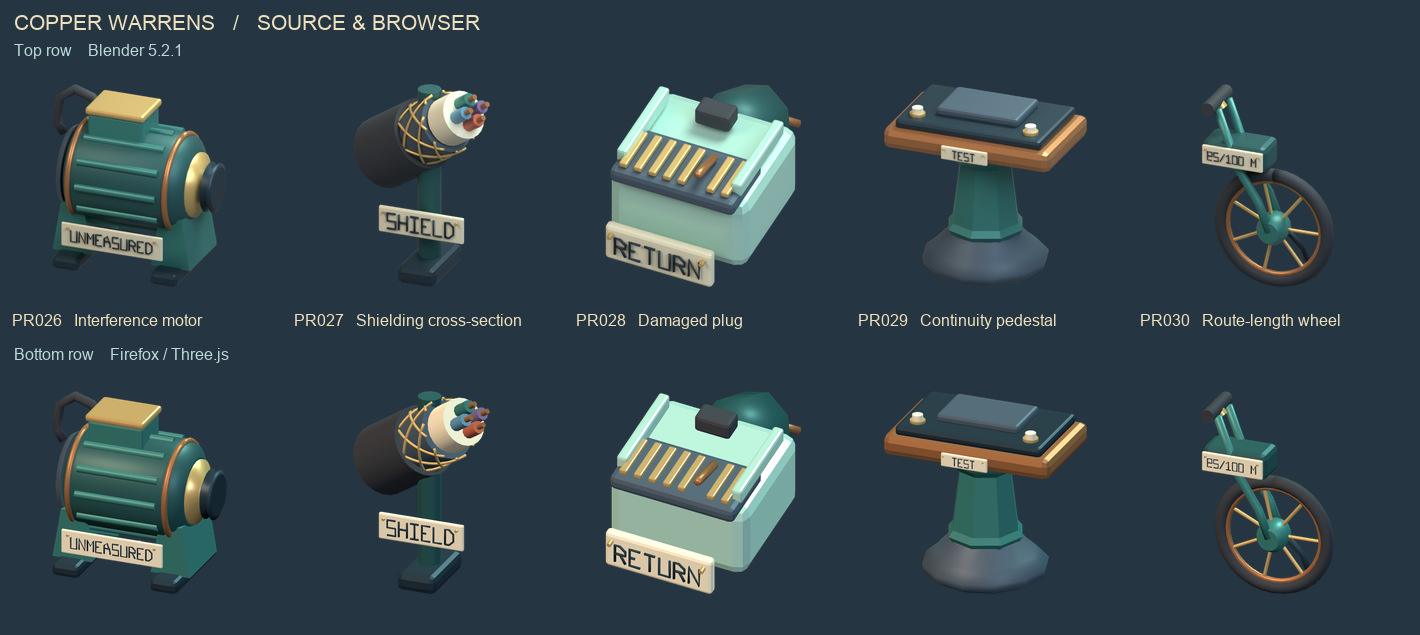 COPPER WARRENS / SOURCE & BROWSER
Top row Blender 5.2.1
UNMEASURED
SHIELD
RETURN
TEST
85/100 M
PR026 Interference motor
PR027 Shielding cross-section
PR028 Damaged plug
PR029 Continuity pedestal
PR030 Route-length wheel
Bottom row Firefox / Three.js
UNMEASURED
SHIELD
RETURN
TEST
85/100 M